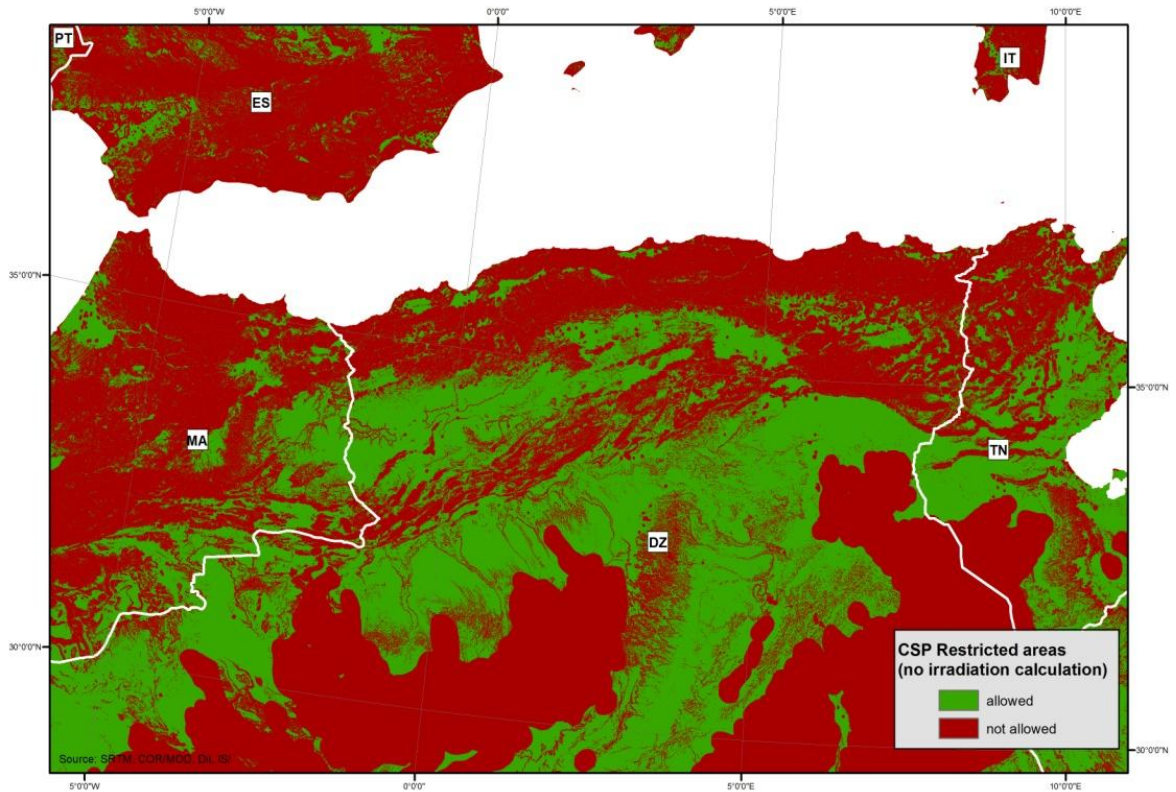 5°0'0"W 0°0'0" 5°0'0"E 10°0'0"E
PT
IT
ES
35°0'0"N
35°0'0"N
MA
TN
DZ
30°0'0"N
CSP Restricted areas
(no irradiation calculation)
allowed
not allowed
30°0'0"N
Source: SRTM, COR/MDD, DII, ISI
5°0'0"W 0°0'0" 5°0'0"E 10°0'0"E